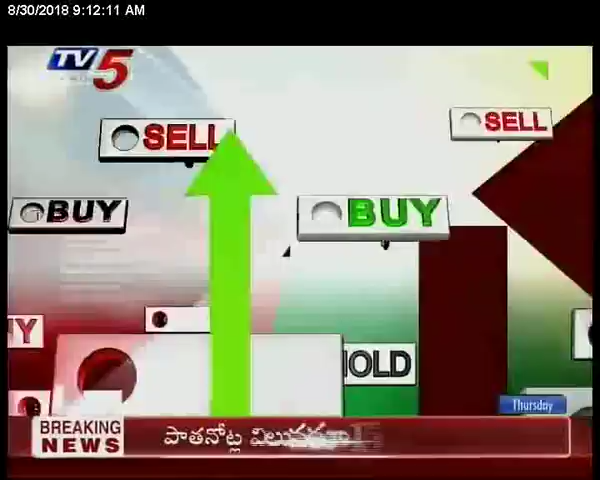 8/30/2018 9:12:11 AM
TV5
SELL
SELL
BUY
BUY
HOLD
Thursday
BREAKING
NEWS
పాతనోట్ల